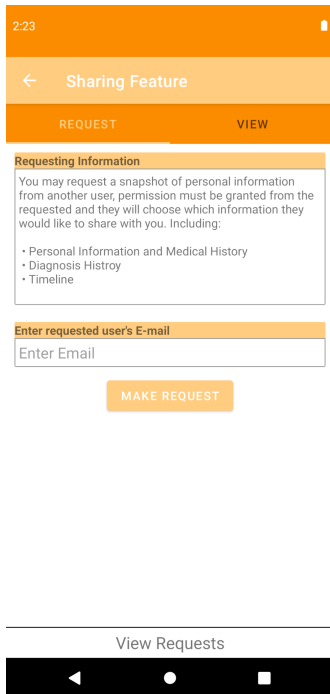 2:23
Sharing Feature
REQUEST
VIEW
Requesting Information
You may request a snapshot of personal information
from another user, permission must be granted from the
requested and they will choose which information they
would like to share with you. Including:
• Personal Information and Medical History
• Diagnosis Histroy
• Timeline
Enter requested user's E-mail
Enter Email
MAKE REQUEST
View Requests